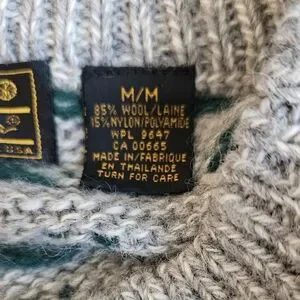 M/M
85% WOOL/LAINE
15% NYLON/POLYAMIDE
WPL 9647
CA 00665
MADE IN/FABRIQUE
EN THAILANDE
TURN FOR CARE